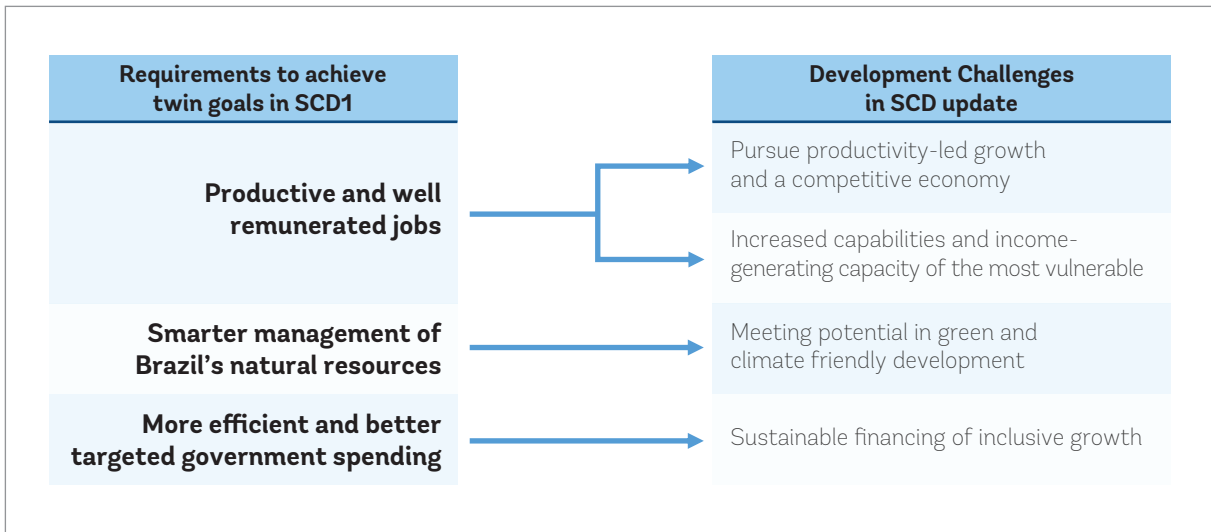 Requirements to achieve
twin goals in SCD1
Productive and well
remunerated jobs
Smarter management of
Brazil’s natural resources
More efficient and better
targeted government spending
Development Challenges
in SCD update
Pursue productivity-led growth
and a competitive economy
Increased capabilities and income-
generating capacity of the most vulnerable
Meeting potential in green and
climate friendly development
Sustainable financing of inclusive growth